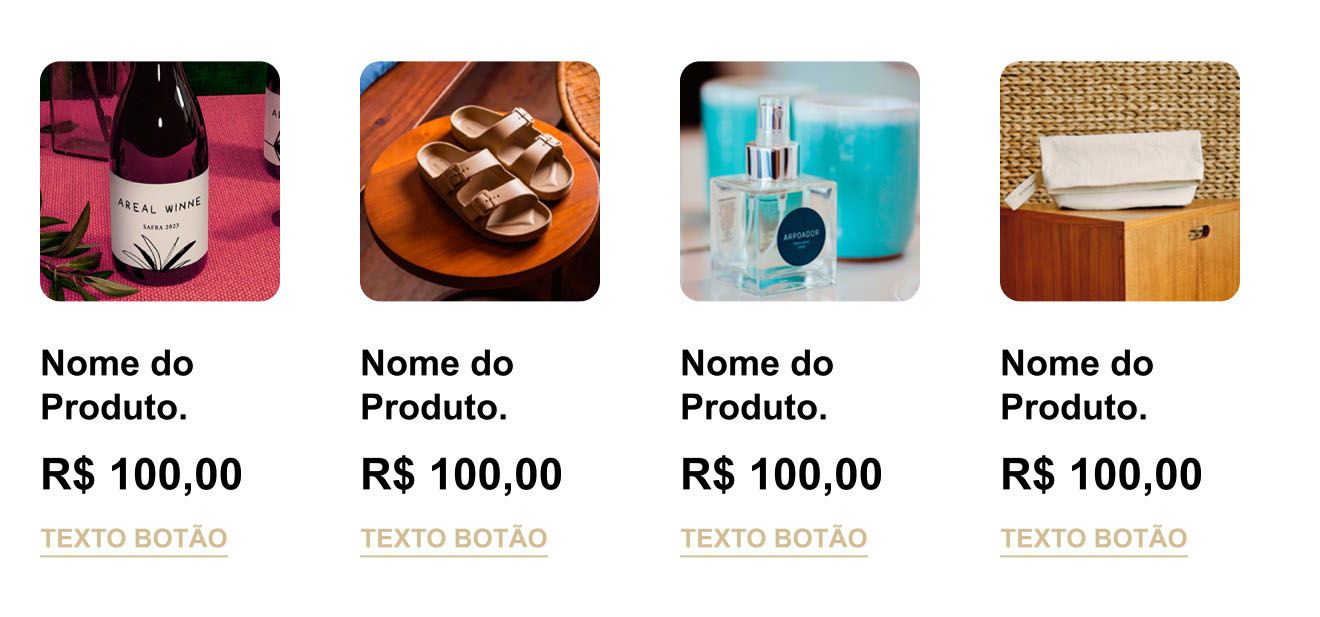 AREAL WINNE
SAFRA 2023
ARPOADOR
Nome do
Produto.
R$ 100,00
TEXTO BOTÃO
Nome do
Produto.
R$ 100,00
TEXTO BOTÃO
Nome do
Produto.
R$ 100,00
TEXTO BOTÃO
Nome do
Produto.
R$ 100,00
TEXTO BOTÃO